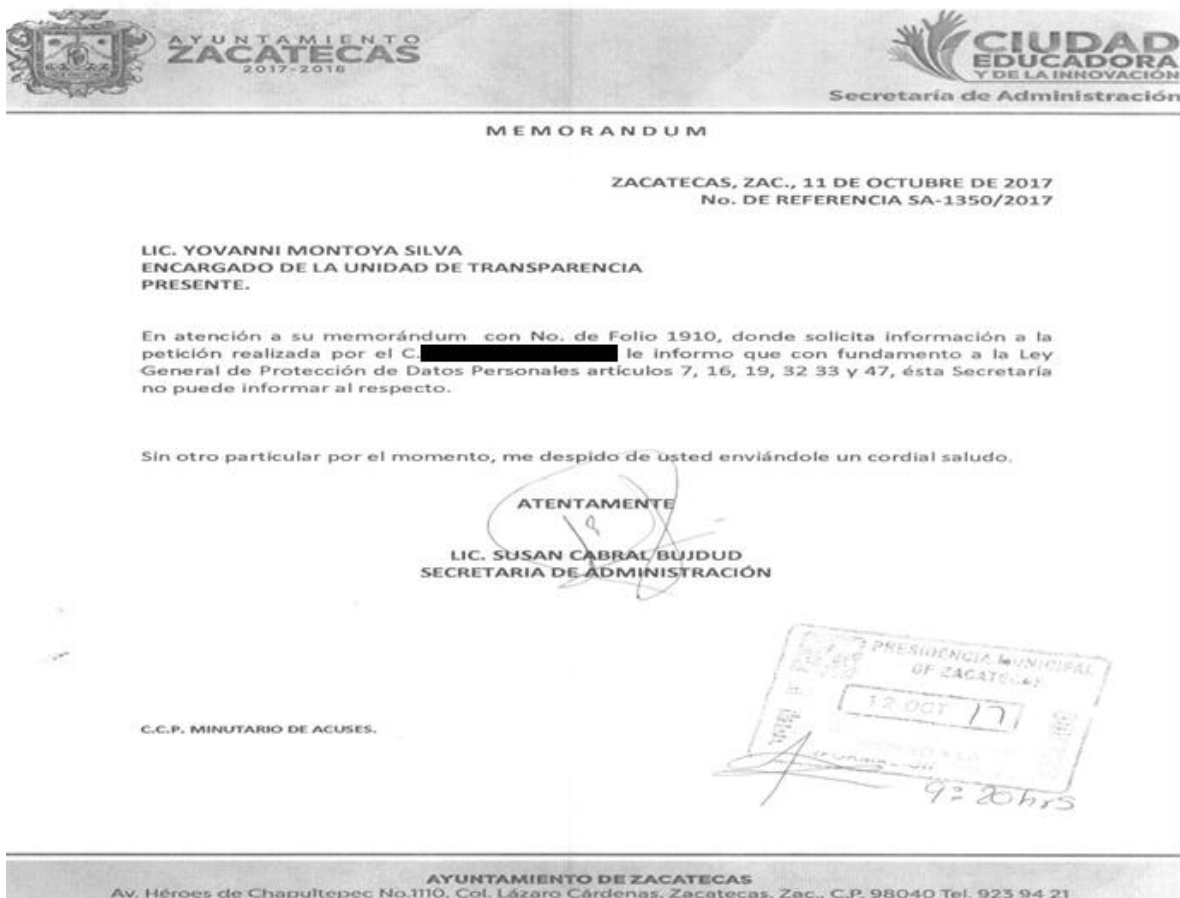 AYUNTAMIENTO
ZACATECAS
2017-2018
CIUDAD
EDUCADORA
Y DE LA INNOVACIÓN
Secretaría de Administración
MEMORANDUM
ZACATECAS, ZAC., 11 DE OCTUBRE DE 2017
No. DE REFERENCIA SA-1350/2017
LIC. YOVANNI MONTOYA SILVA
ENCARGADO DE LA UNIDAD DE TRANSPARENCIA
PRESENTE.
En atención a su memorándum con No. de Folio 1910, donde solicita información a la
petición realizada por el C. le informo que con fundamento a la Ley
General de Protección de Datos Personales artículos 7, 16, 19, 32 33 y 47, ésta Secretaría
no puede informar al respecto.
Sin otro particular por el momento, me despido de usted enviándole un cordial saludo.
ATENTAMENTE
LIC. SUSAN CABRAL BUJDUD
SECRETARIA DE ADMINISTRACIÓN
PRESIDENCIA MUNICIPAL
DE ZACATECAS
12 OCT 17
9:20 hrs
C.C.P. MINUTARIO DE ACUSES.
AYUNTAMIENTO DE ZACATECAS
Av. Héroes de Chapultepec No.1110, Col. Lázaro Cárdenas, Zacatecas, Zac., C.P. 98040 Tel. 923 94 21